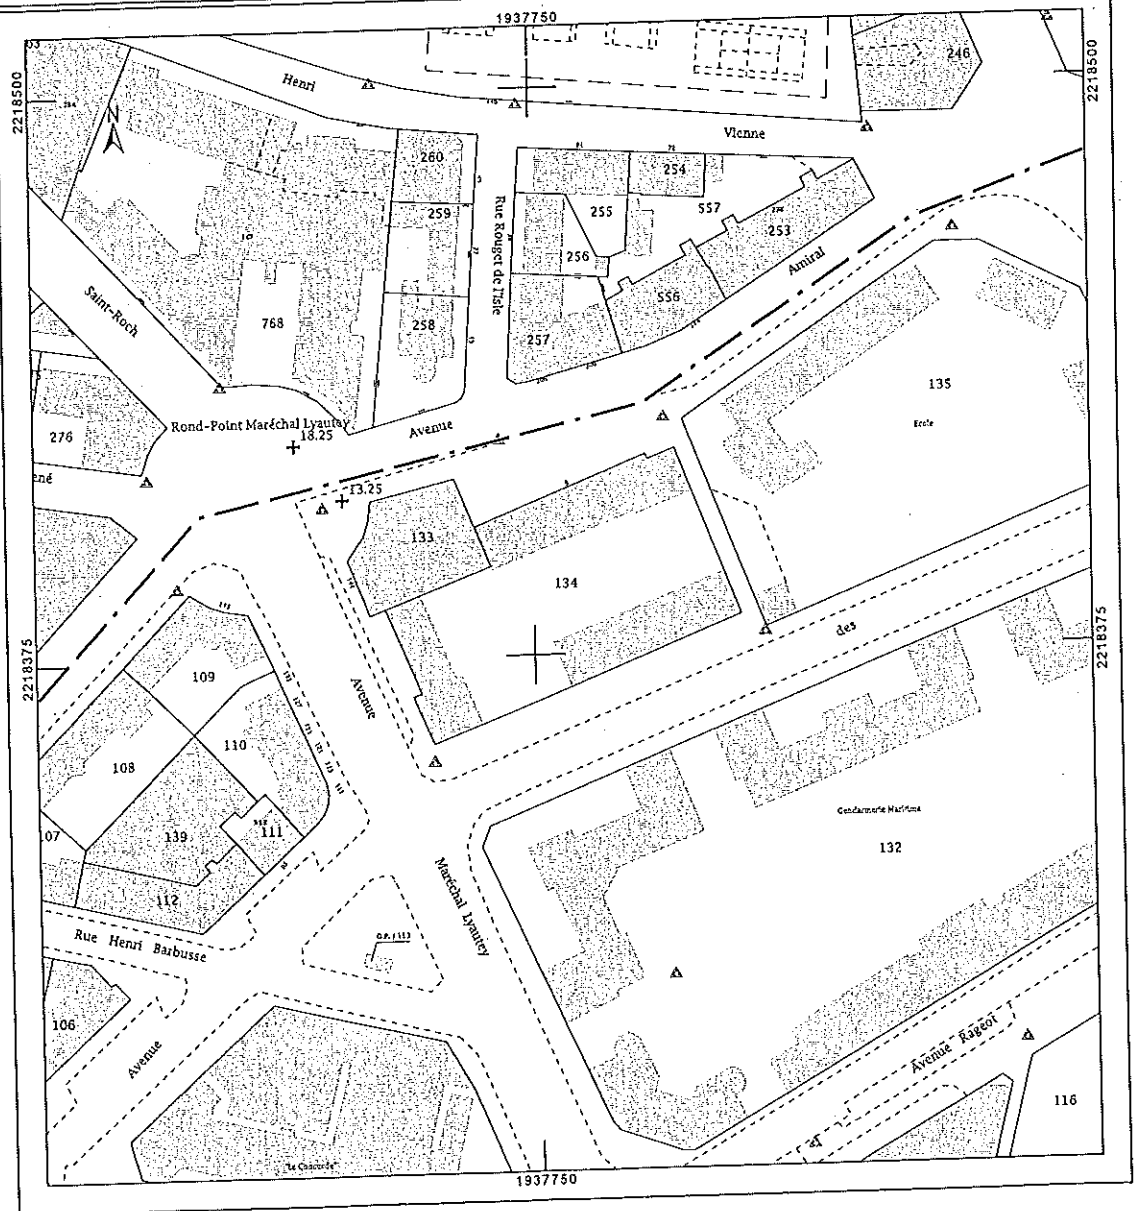 1937750
2218500
2218500
246
Henri
Vienne
N
260
254
259
255
557
253
256
Rue Rouget de l'Isle
Amiral
556
Saint-Roch
768
258
257
135
Ecole
276
Rond-Point Maréchal Lyautey
18.25
Avenue
ené
13.25
133
134
des
2218375
2218375
109
Avenue
110
108
Gendarmerie Maritime
132
107
139
111
112
Maréchal Lyautey
Rue Henri Barbusse
106
Avenue
Avenue Rageot
116
"Le Concorde"
1937750